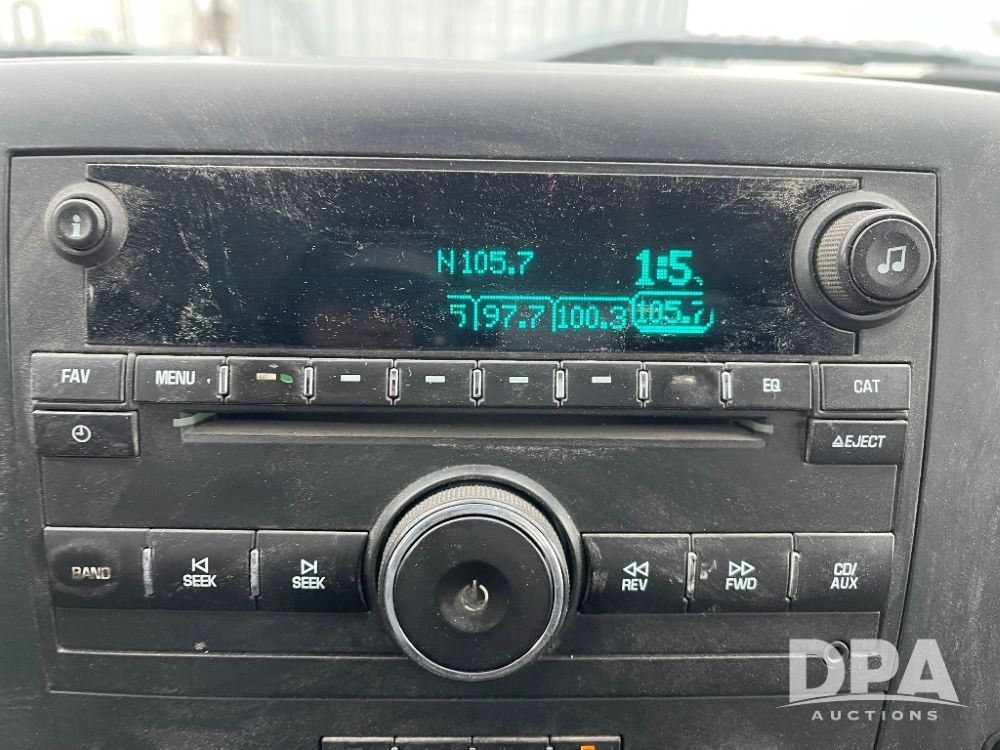 i
N105.7
1:5
5 97.7 100.3 105.7
FAV MENU EQ CAT
EJECT
BAND SEEK SEEK REV FWD CD/
AUX
DPA
AUCTIONS